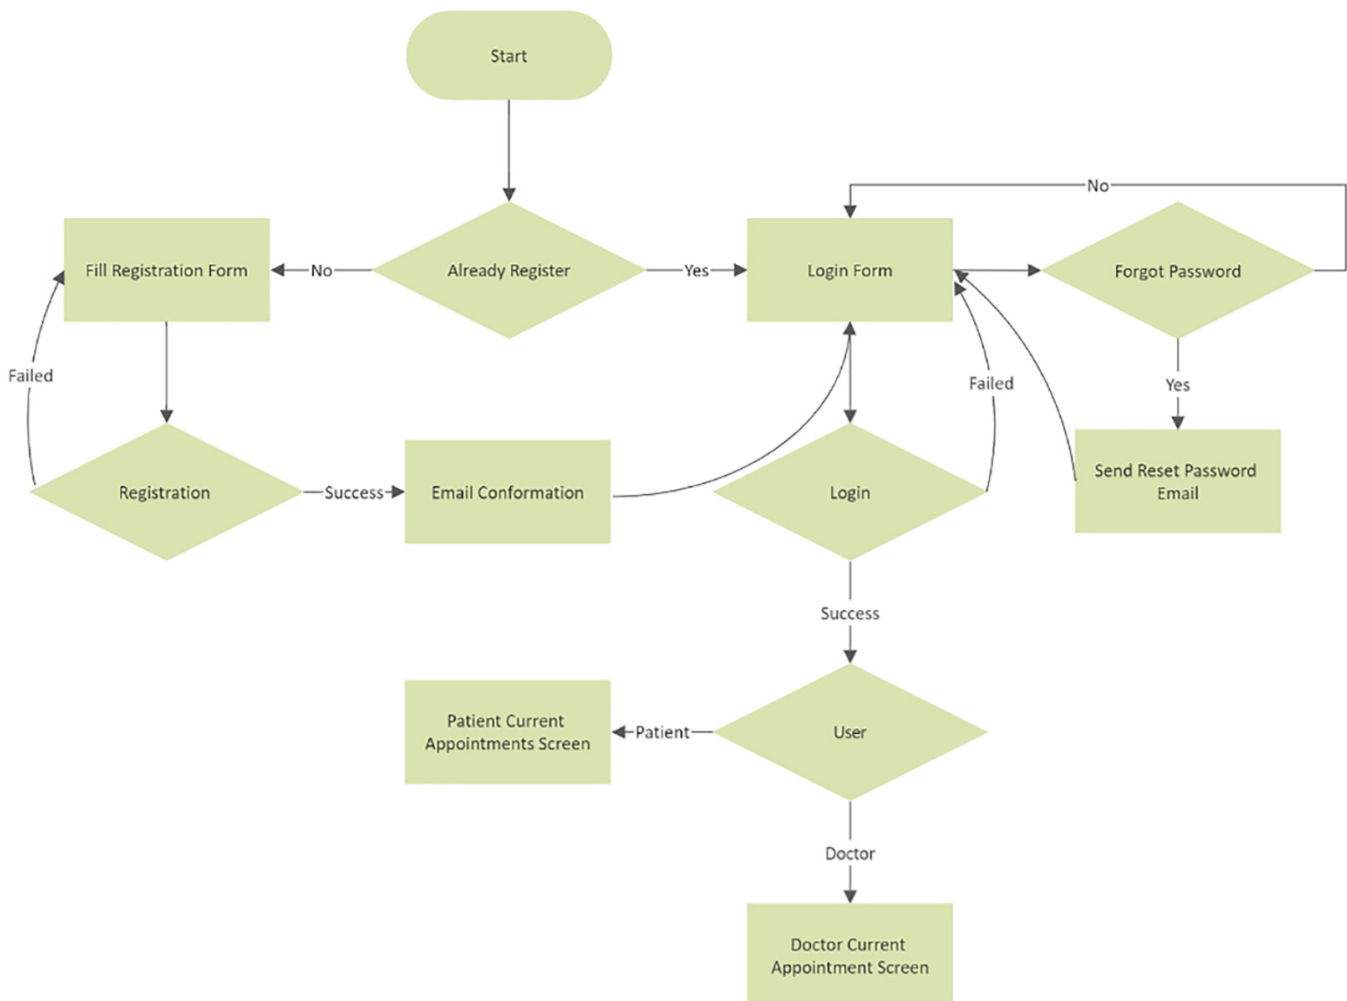 Start
No
Fill Registration Form
No
Already Register
Yes
Login Form
Forgot Password
Failed
Failed
Yes
Registration
Success
Email Conformation
Login
Send Reset Password
Email
Success
Patient Current
Appointments Screen
Patient
User
Doctor
Doctor Current
Appointment Screen